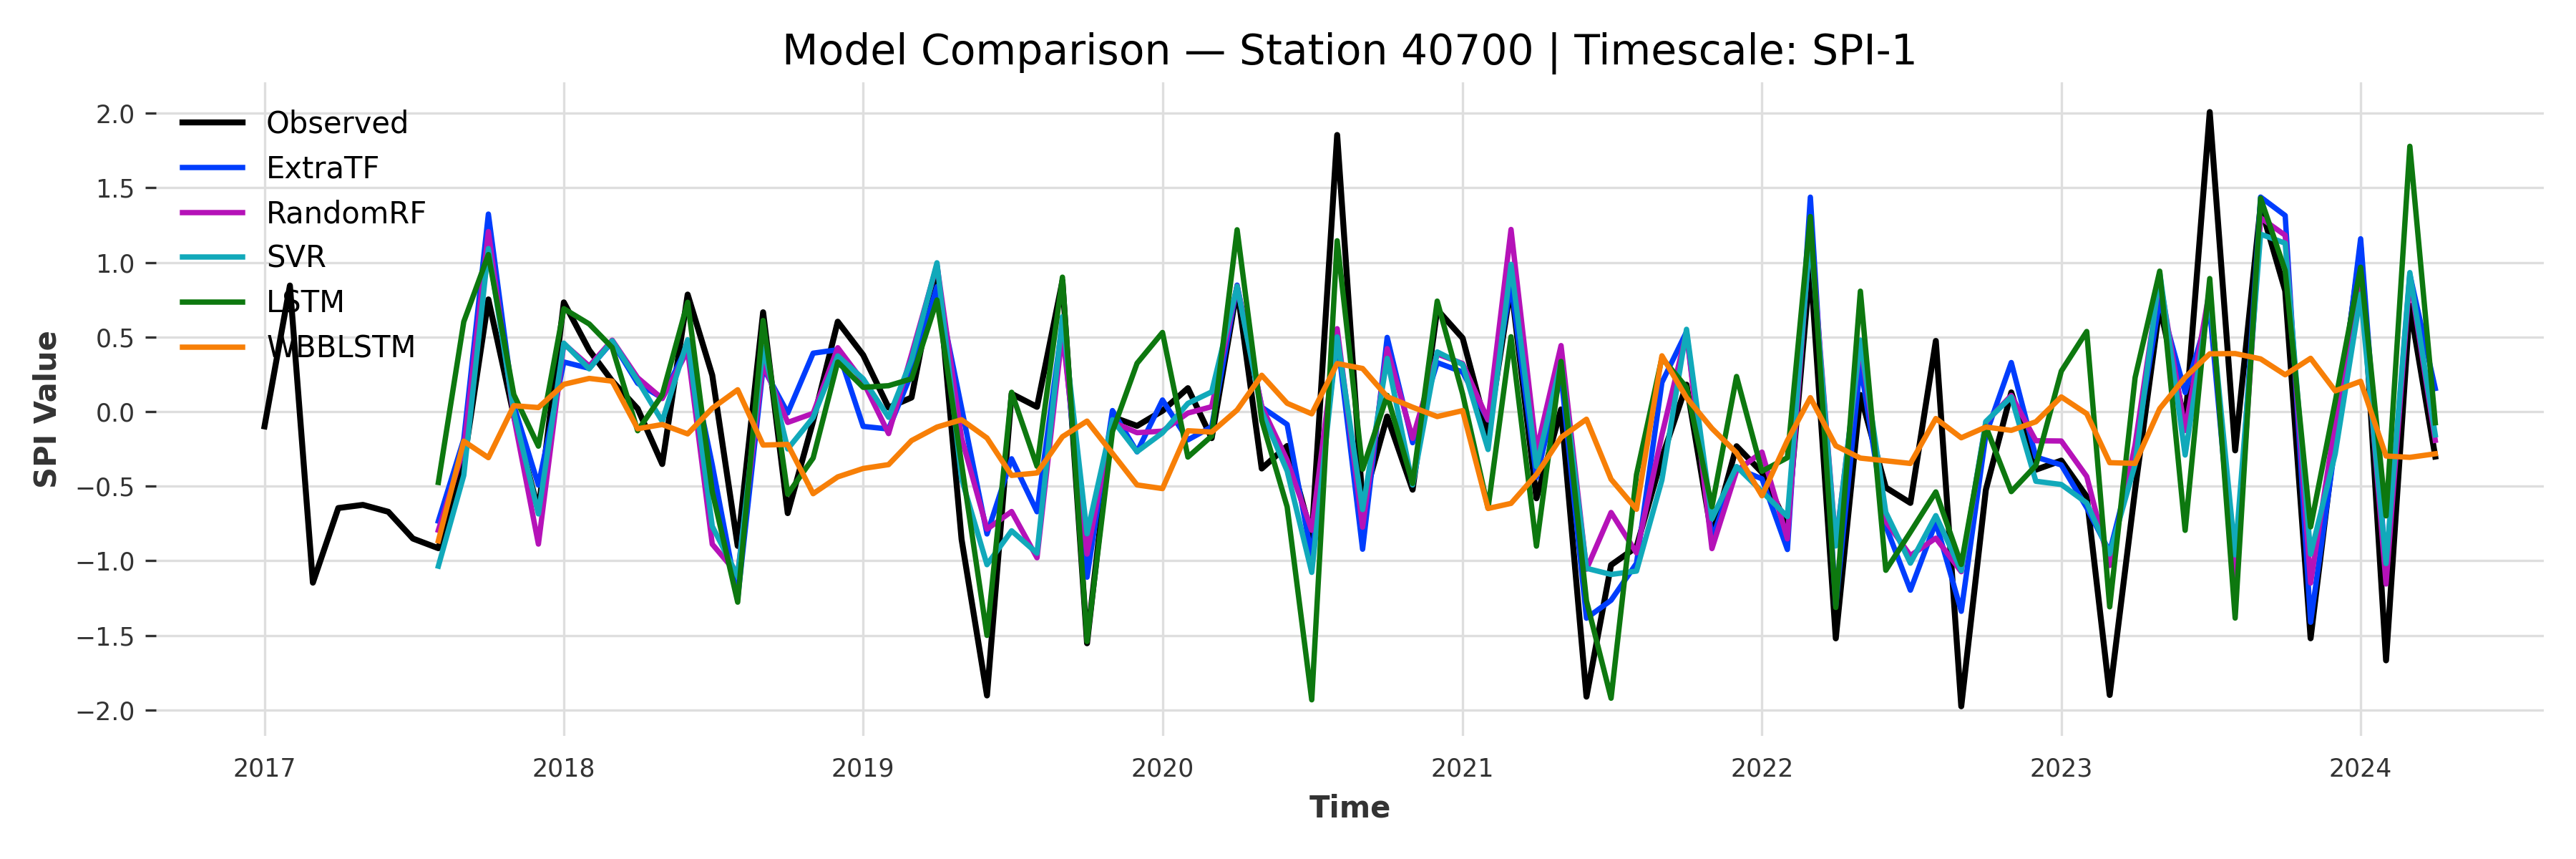 Model Comparison — Station 40700 | Timescale: SPI-1
SPI Value
2.0
1.5
1.0
0.5
0.0
−0.5
−1.0
−1.5
−2.0
Observed
ExtraTF
RandomRF
SVR
LSTM
WBBLSTM
2017 2018 2019 2020 2021 2022 2023 2024
Time